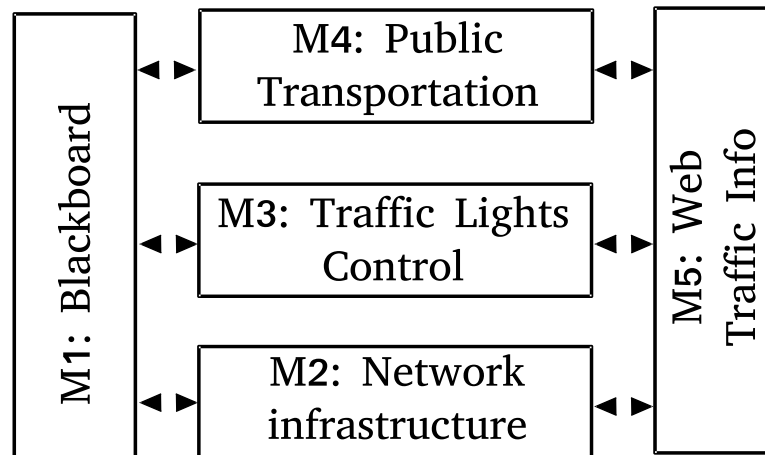 M1: Blackboard
M4: Public
Transportation
M3: Traffic Lights
Control
M2: Network
infrastructure
M5: Web
Traffic Info